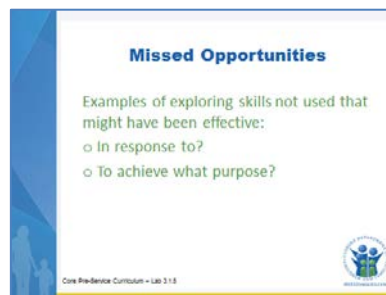 Missed Opportunities
Examples of exploring skills not used that
might have been effective:
o In response to?
o To achieve what purpose?
Core Pre-Service Curriculum – Lab 3.1.5